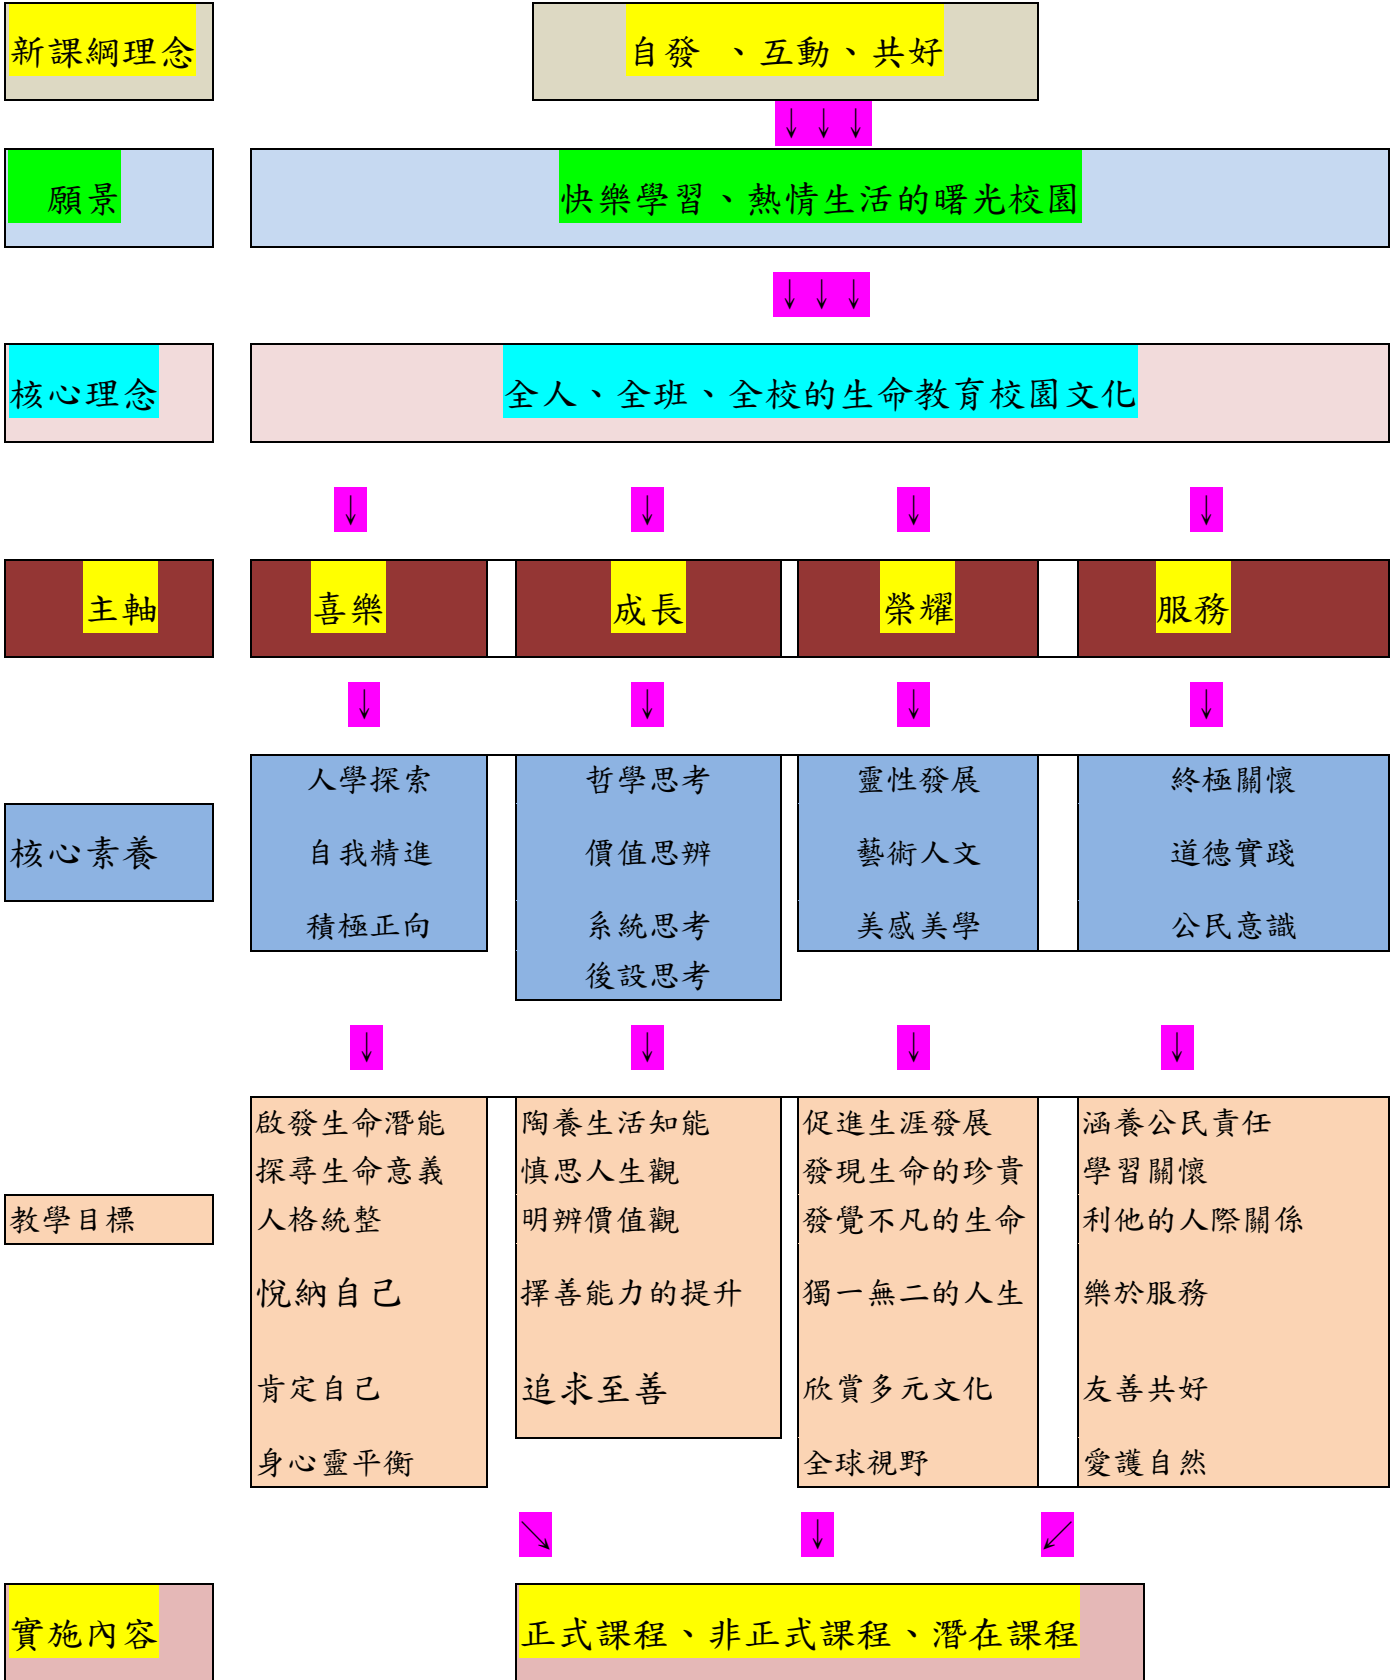 新課綱理念 自發 、互動、共好
↓ ↓ ↓
願景 快樂學習、熱情生活的曙光校園
↓ ↓ ↓
核心理念 全人、全班、全校的生命教育校園文化
↓ ↓ ↓ ↓
主軸 喜樂 成長 榮耀 服務
↓ ↓ ↓ ↓
人學探索 哲學思考 靈性發展 終極關懷
核心素養 自我精進 價值思辨 藝術人文 道德實踐
積極正向 系統思考 美感美學 公民意識
後設思考
↓ ↓ ↓ ↓
啟發生命潛能 陶養生活知能 促進生涯發展 涵養公民責任
探尋生命意義 慎思人生觀 發現生命的珍貴 學習關懷
教學目標 人格統整 明辨價值觀 發覺不凡的生命 利他的人際關係
悅納自己 擇善能力的提升 獨一無二的人生 樂於服務
肯定自己 追求至善 欣賞多元文化 友善共好
身心靈平衡 全球視野 愛護自然
↘ ↓ ↙
實施內容 正式課程、非正式課程、潛在課程